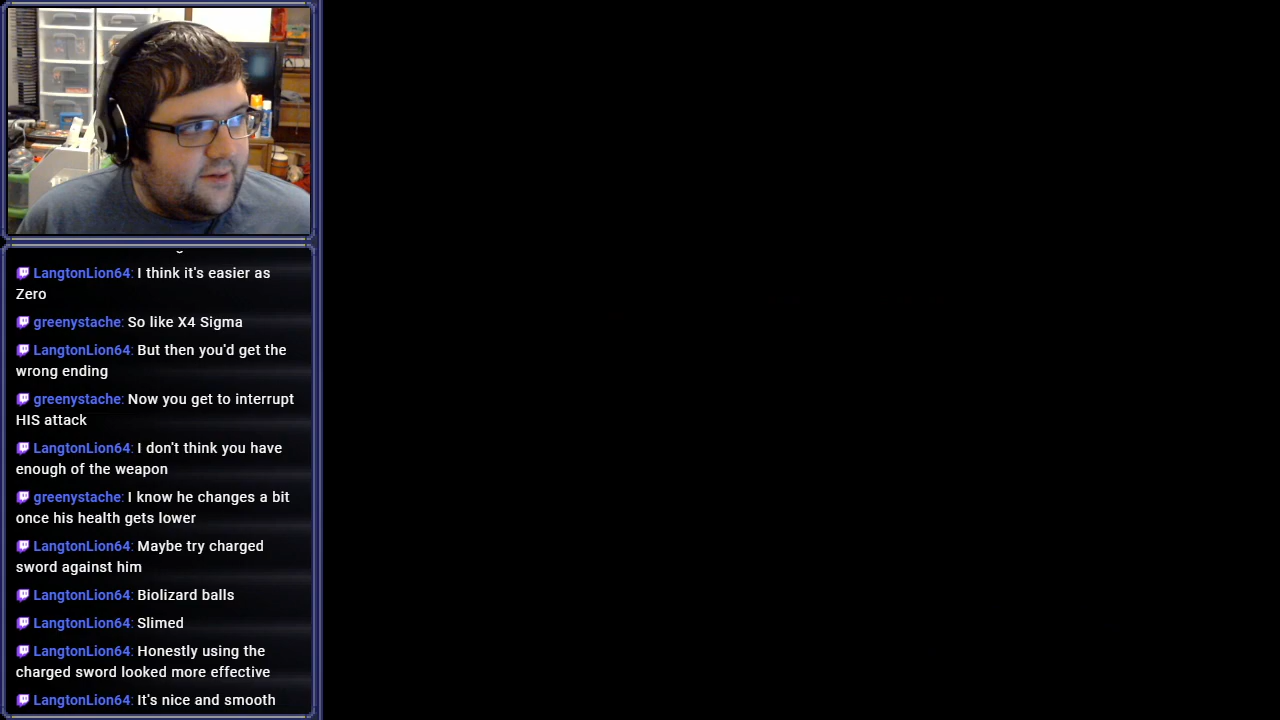 LangtonLion64: I think it's easier as
Zero
greenystache: So like X4 Sigma
LangtonLion64: But then you'd get the
wrong ending
greenystache: Now you get to interrupt
HIS attack
LangtonLion64: I don't think you have
enough of the weapon
greenystache: I know he changes a bit
once his health gets lower
LangtonLion64: Maybe try charged
sword against him
LangtonLion64: Biolizard balls
LangtonLion64: Slimed
LangtonLion64: Honestly using the
charged sword looked more effective
LangtonLion64: It's nice and smooth